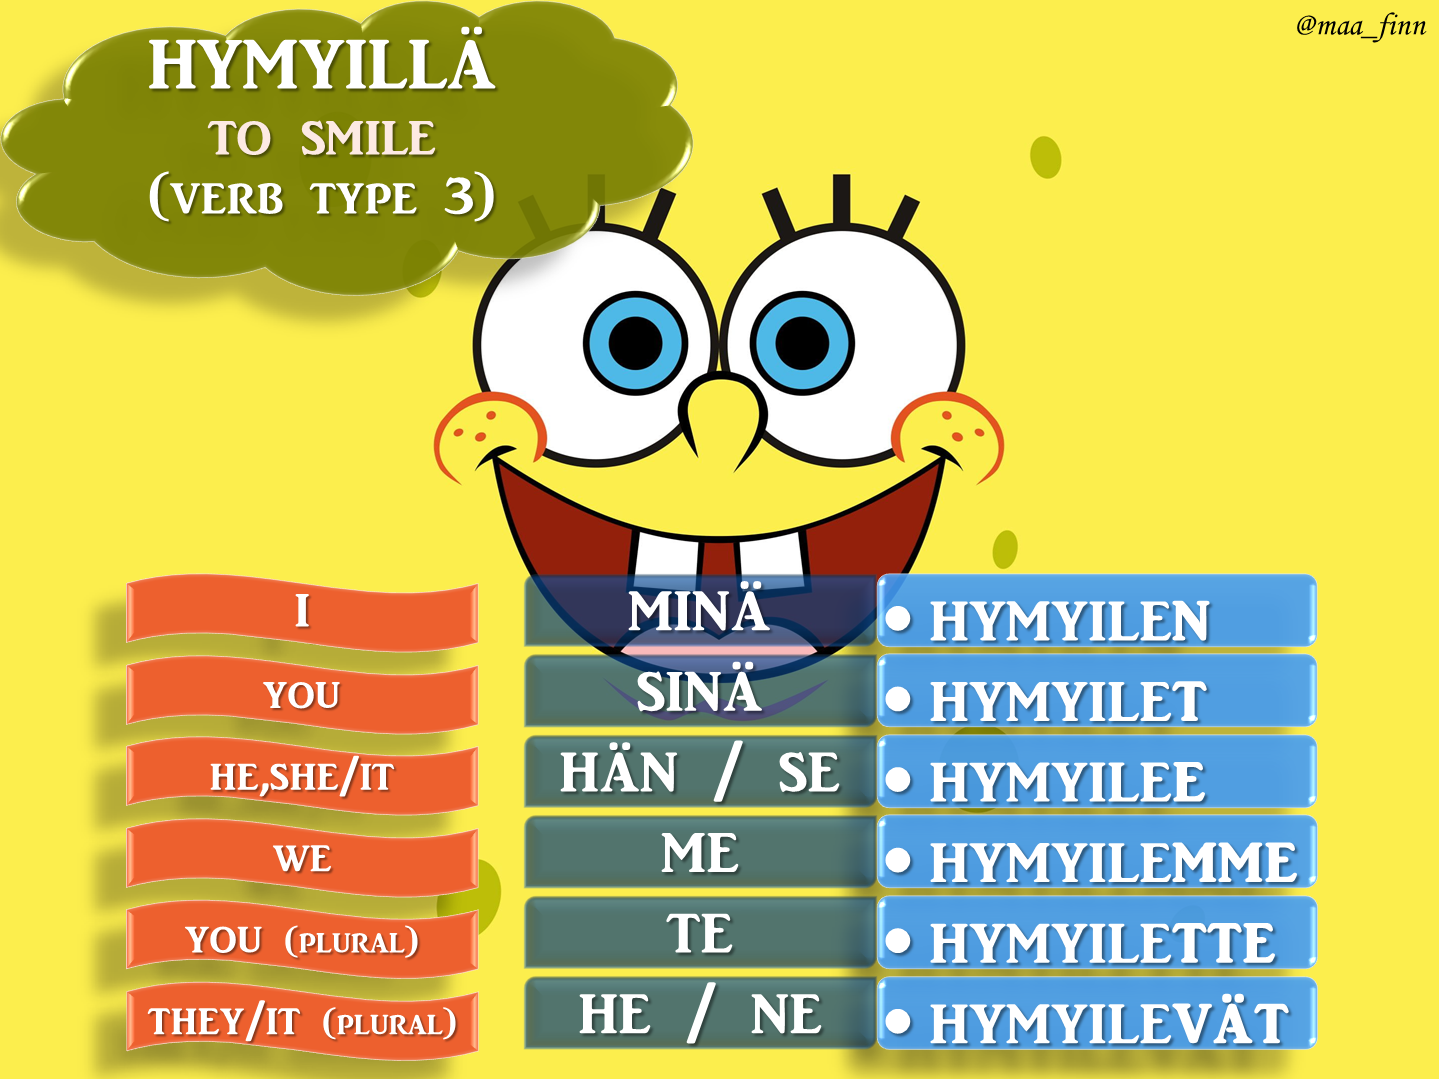 @maa_finn
HYMYILLÄ
TO SMILE
(VERB TYPE 3)
I MINÄ • HYMYILEN
YOU SINÄ • HYMYILET
HE,SHE/IT HÄN / SE • HYMYILEE
WE ME • HYMYILEMME
YOU (PLURAL) TE • HYMYILETTE
THEY/IT (PLURAL) HE / NE • HYMYILEVÄT